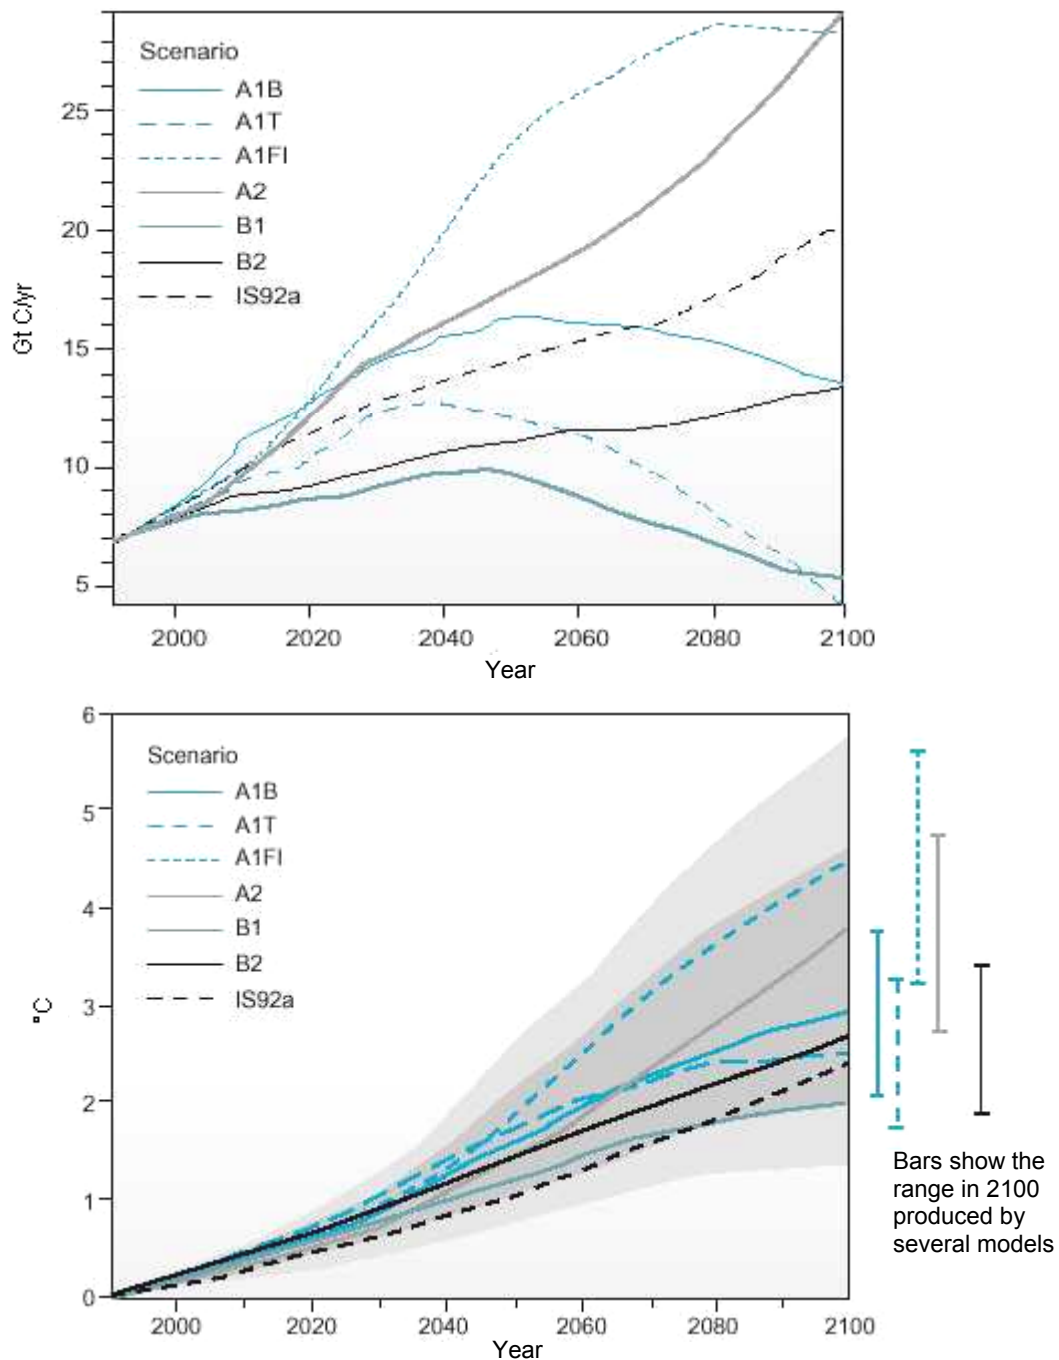 Scenario
A1B
A1T
A1FI
A2
B1
B2
IS92a
25
20
15
10
5
Gt C/yr
2000 2020 2040 2060 2080 2100
Year
6
5
4
3
2
1
0
°C
Scenario
A1B
A1T
A1FI
A2
B1
B2
IS92a
2000 2020 2040 2060 2080 2100
Year
Bars show the
range in 2100
produced by
several models